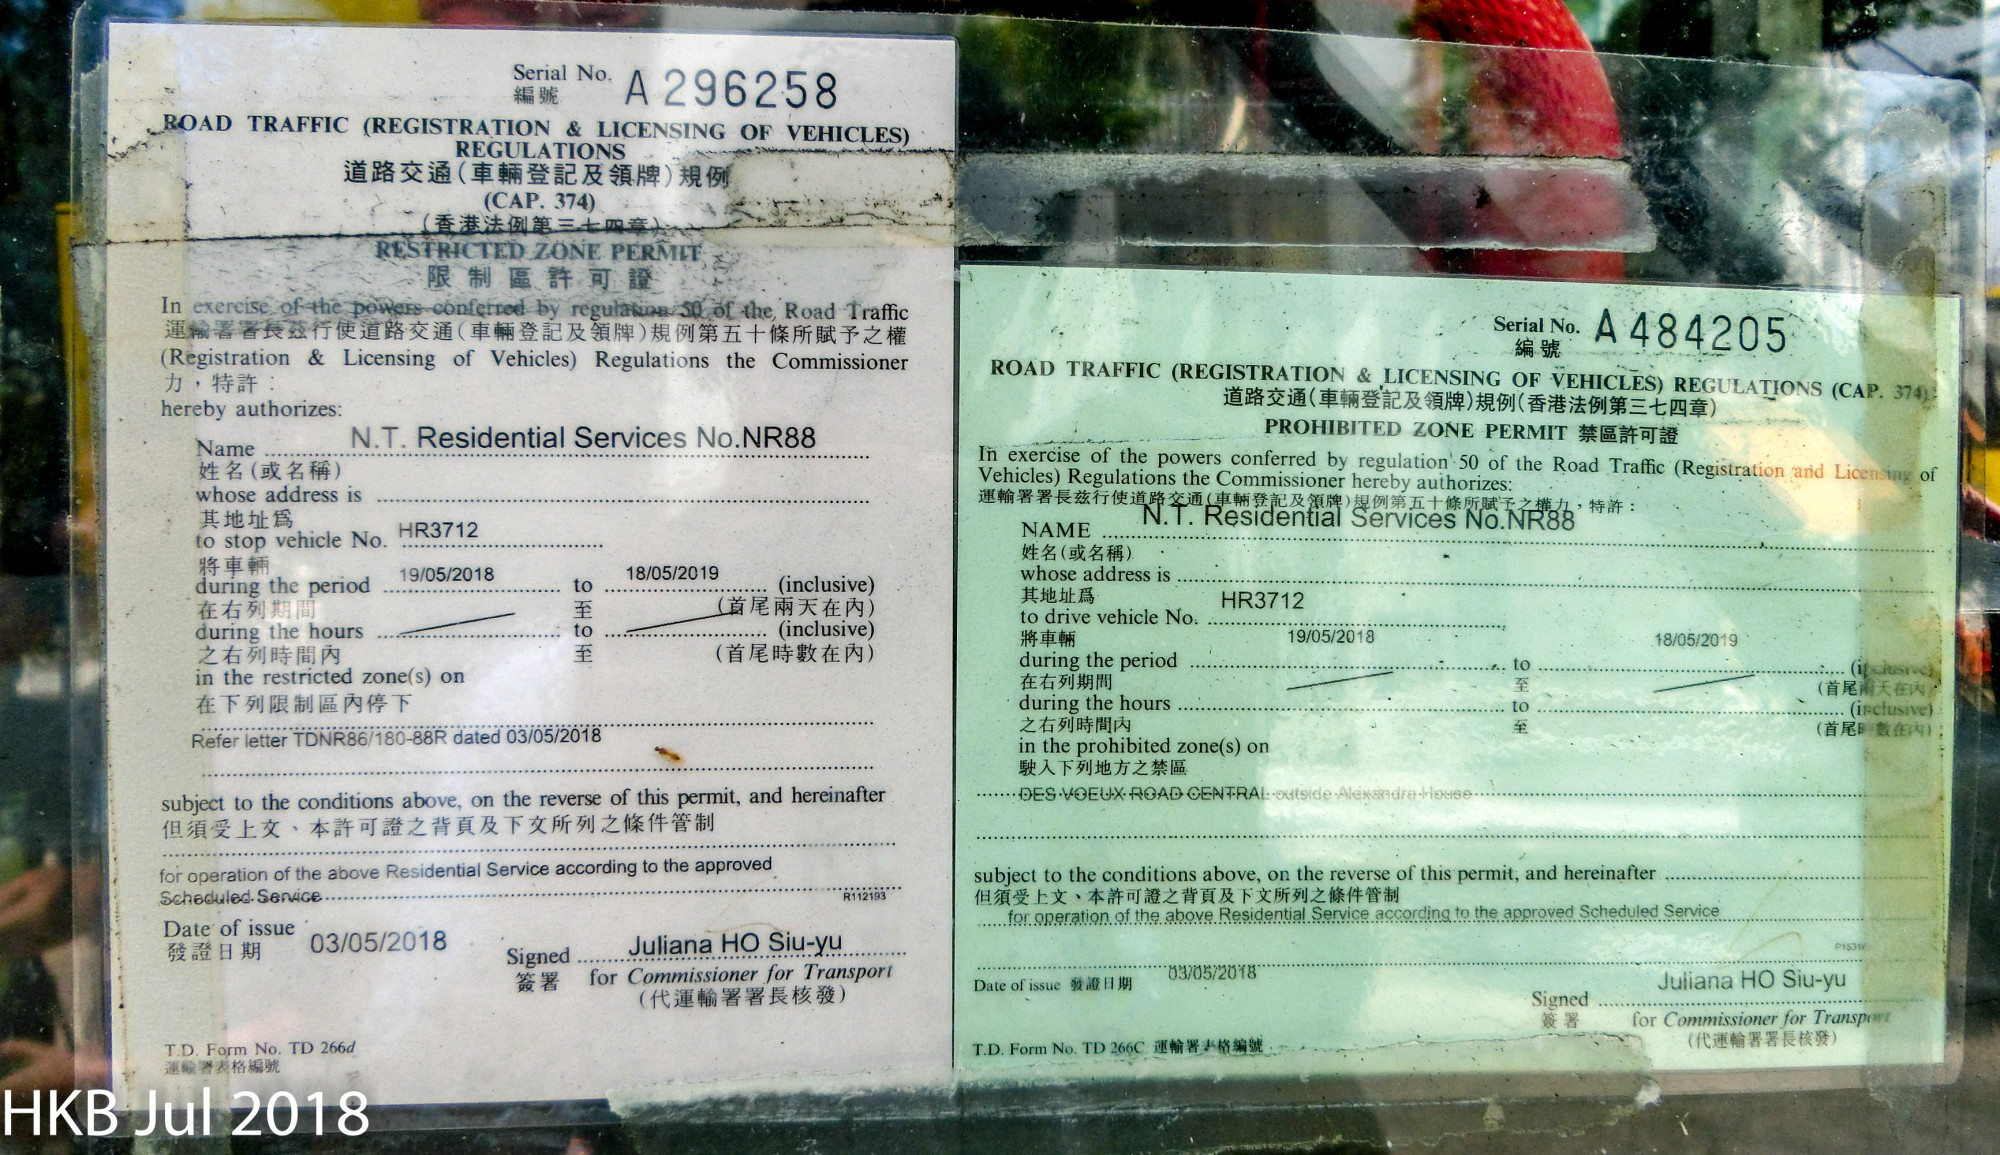 Serial No. A 296258
編號
ROAD TRAFFIC (REGISTRATION & LICENSING OF VEHICLES)
REGULATIONS
道路交通(車輛登記及領牌)規例
(CAP. 374)
(香港法例第三七四章)
RESTRICTED ZONE PERMIT
限制區許可證
In exercise of the powers conferred by regulation 50 of the Road Traffic
運輸署署長茲行使道路交通(車輛登記及領牌)規例第五十條所賦予之權
(Registration & Licensing of Vehicles) Regulations the Commissioner
力,特許:
hereby authorizes:
Name N.T. Residential Services No.NR88
姓名(或名稱)
whose address is
其地址爲
to stop vehicle No. HR3712
將車輛
during the period 19/05/2018 to 18/05/2019 (inclusive)
在右列期間 至 (首尾兩天在內)
during the hours to (inclusive)
之右列時間內 至 (首尾時數在內)
in the restricted zone(s) on
在下列限制區內停下
Refer letter TDNR86/180-88R dated 03/05/2018
subject to the conditions above, on the reverse of this permit, and hereinafter
但須受上文、本許可證之背頁及下文所列之條件管制
for operation of the above Residential Service according to the approved
Scheduled Service R112193
Date of issue 03/05/2018
發證日期
Signed Juliana HO Siu-yu
簽署 for Commissioner for Transport
(代運輸署署長核發)
T.D. Form No. TD 266d
運輸署表格編號
Serial No. A 484205
編號
ROAD TRAFFIC (REGISTRATION & LICENSING OF VEHICLES) REGULATIONS (CAP. 374)
道路交通(車輛登記及領牌)規例(香港法例第三七四章)
PROHIBITED ZONE PERMIT 禁區許可證
In exercise of the powers conferred by regulation 50 of the Road Traffic (Registration and Licensing of
Vehicles) Regulations the Commissioner hereby authorizes:
運輸署署長茲行使道路交通(車輛登記及領牌)規例第五十條所賦予之權力,特許:
NAME N.T. Residential Services No.NR88
姓名(或名稱)
whose address is
其地址爲
to drive vehicle No. HR3712
將車輛
during the period 19/05/2018 to 18/05/2019 (inclusive)
在右列期間 至 (首尾兩天在內)
during the hours to (inclusive)
之右列時間內 至 (首尾時數在內)
in the prohibited zone(s) on
駛入下列地方之禁區
DES VOEUX ROAD CENTRAL outside Alexandra House
subject to the conditions above, on the reverse of this permit, and hereinafter
但須受上文、本許可證之背頁及下文所列之條件管制
for operation of the above Residential Service according to the approved Scheduled Service
Date of issue 發證日期 03/05/2018
Juliana HO Siu-yu
Signed
簽署 for Commissioner for Transport
(代運輸署署長核發)
T.D. Form No. TD 266C 運輸署表格編號
HKB Jul 2018